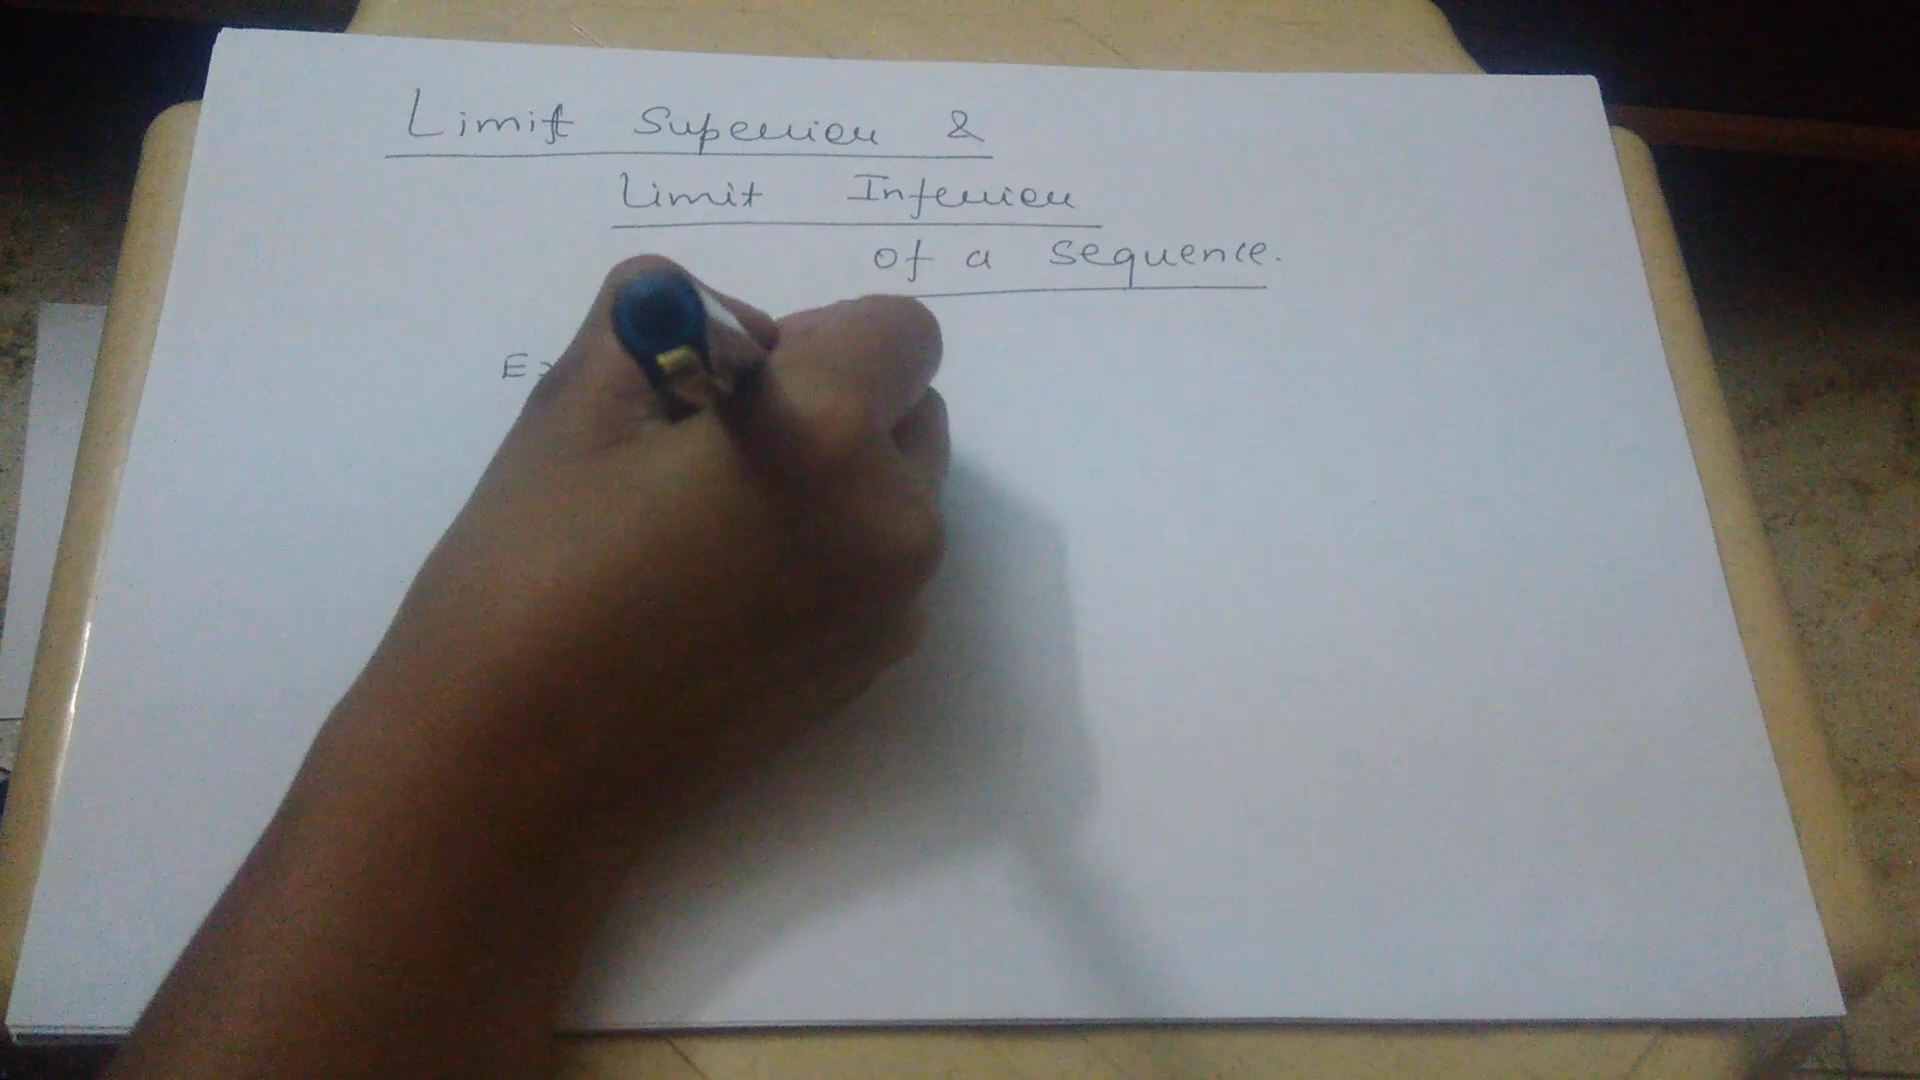 Limit Superior &
Limit Inferior
of a sequence.